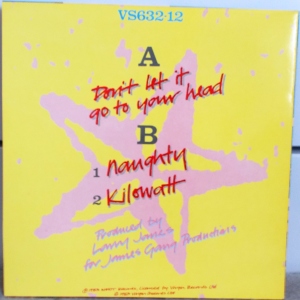 VS632-12
A
Don't let it
go to your head
B
1 naughty
2 Kilowatt
Produced by
Larry James
for James Gang Productions